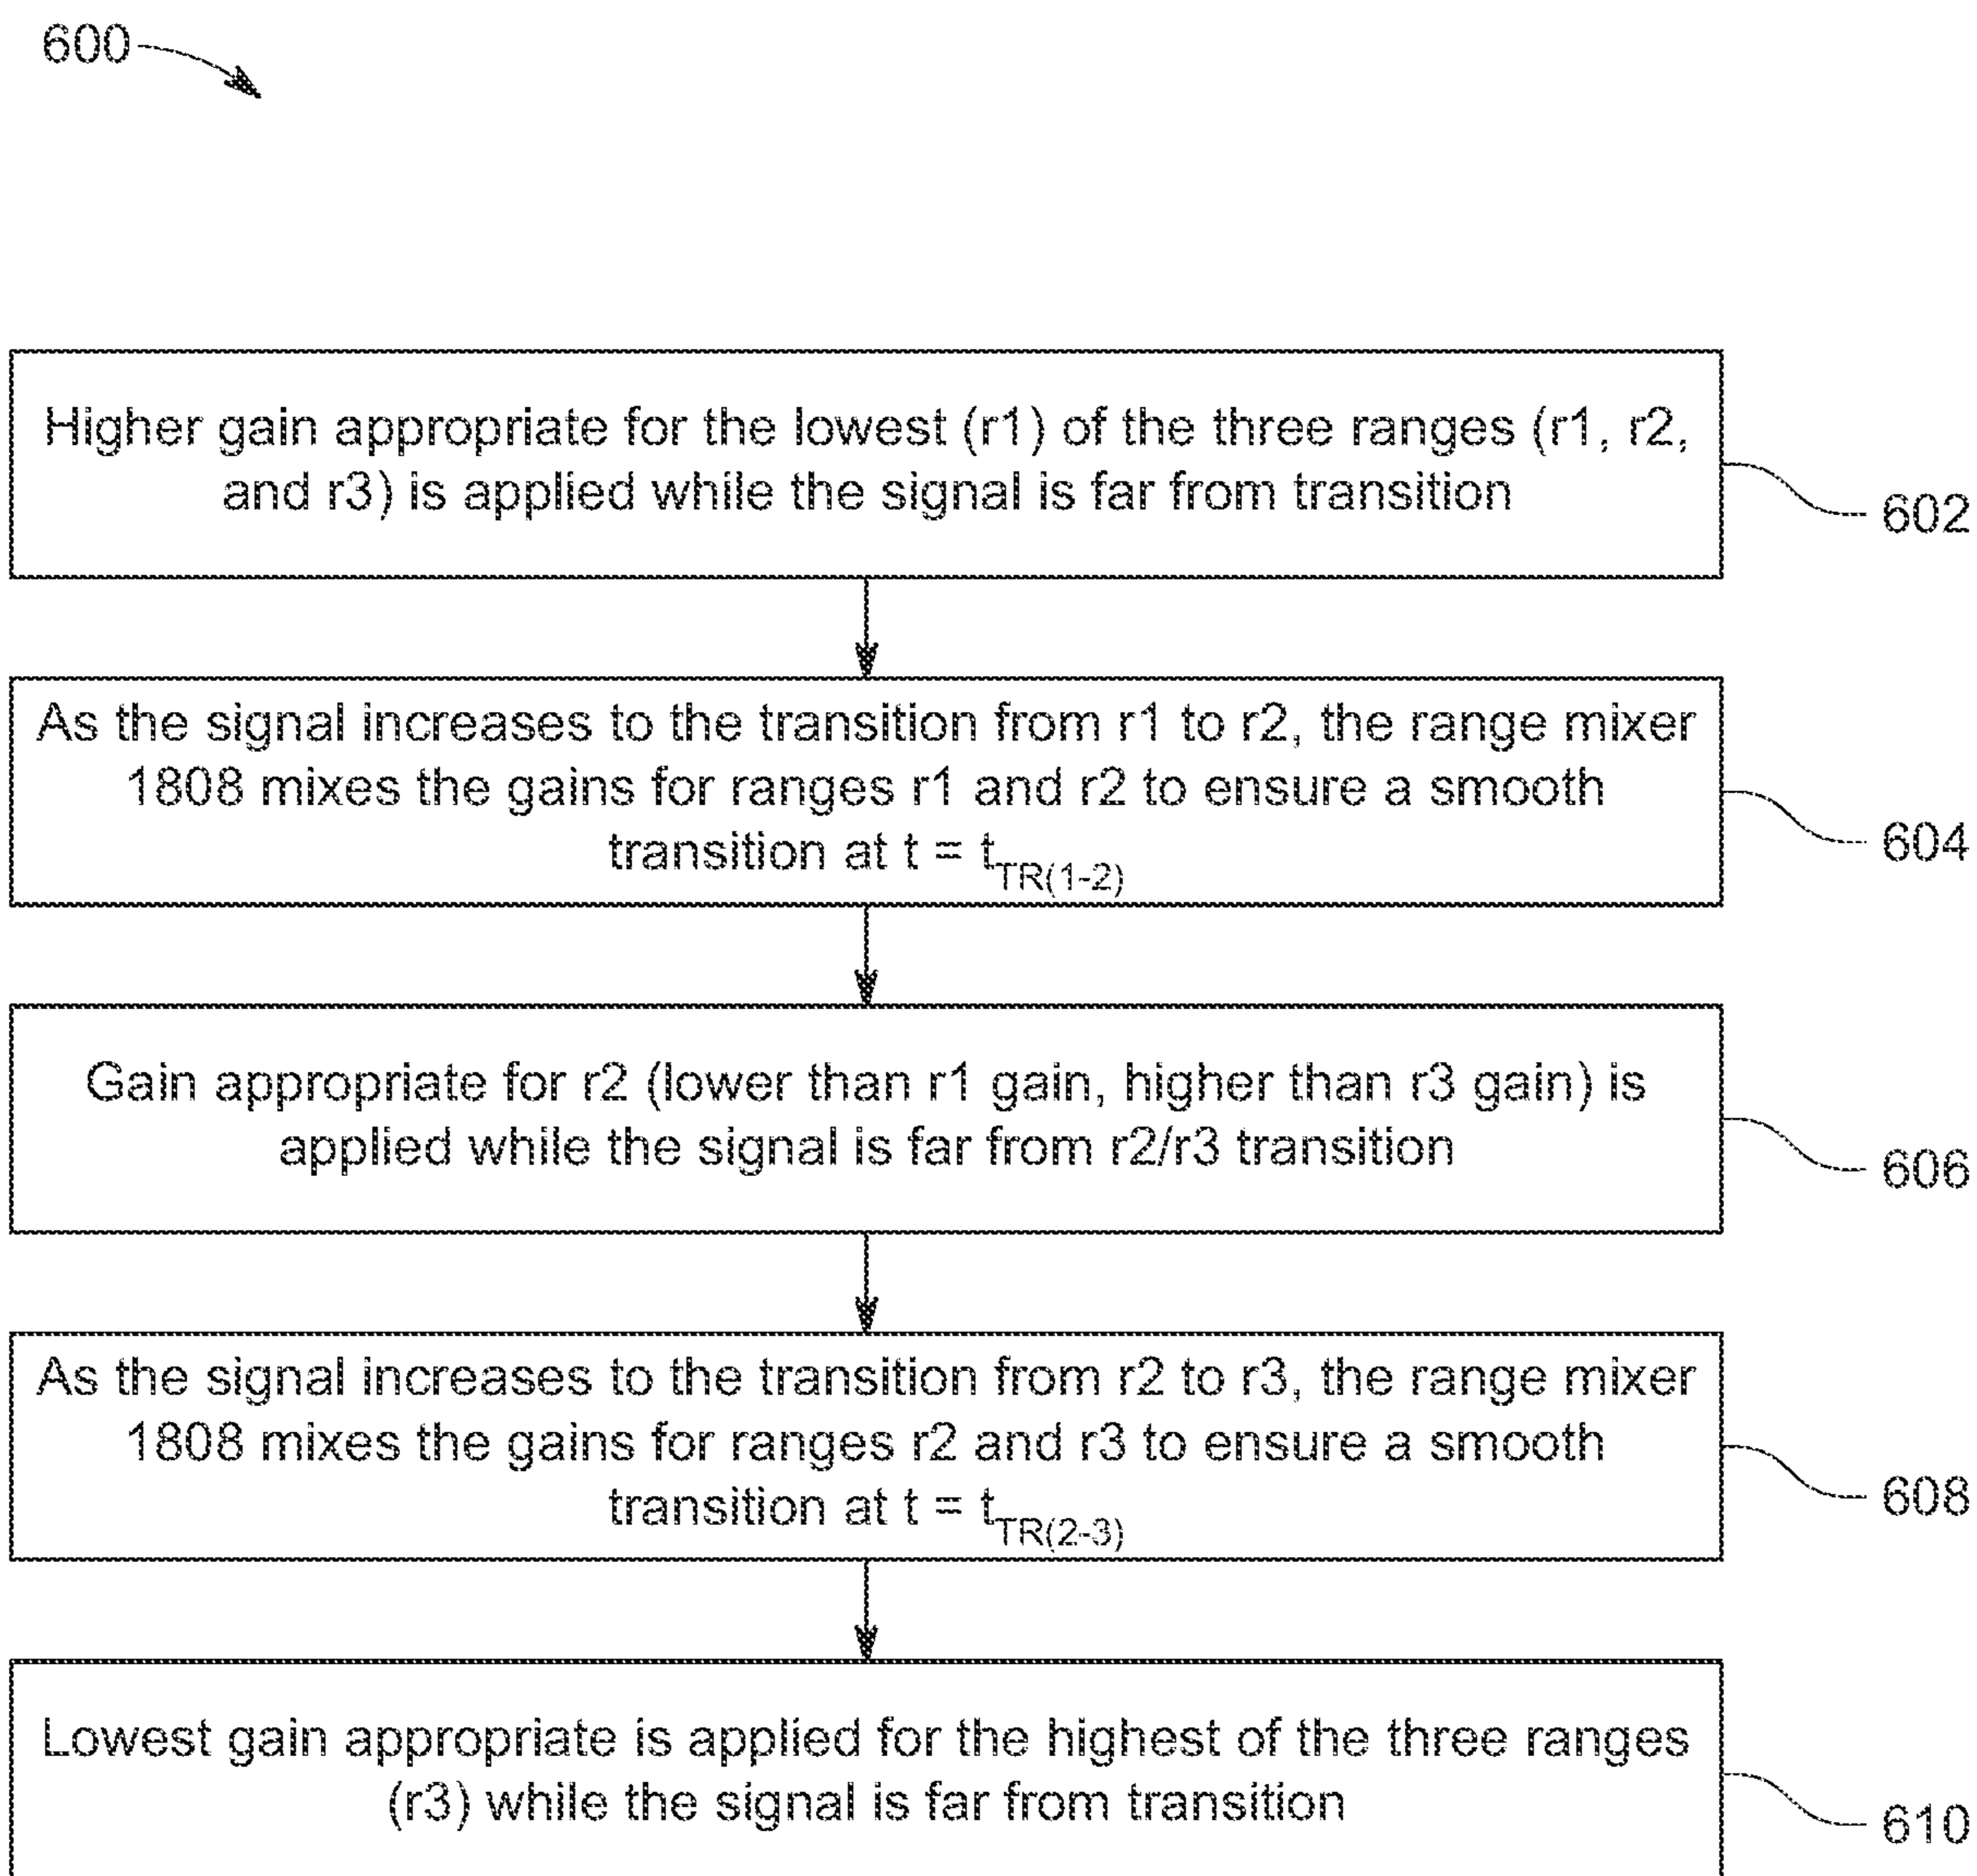 600
Higher gain appropriate for the lowest (r1) of the three ranges (r1, r2,
and r3) is applied while the signal is far from transition
602
As the signal increases to the transition from r1 to r2, the range mixer
1808 mixes the gains for ranges r1 and r2 to ensure a smooth
transition at t = t_TR(1-2)
604
Gain appropriate for r2 (lower than r1 gain, higher than r3 gain) is
applied while the signal is far from r2/r3 transition
606
As the signal increases to the transition from r2 to r3, the range mixer
1808 mixes the gains for ranges r2 and r3 to ensure a smooth
transition at t = t_TR(2-3)
608
Lowest gain appropriate is applied for the highest of the three ranges
(r3) while the signal is far from transition
610